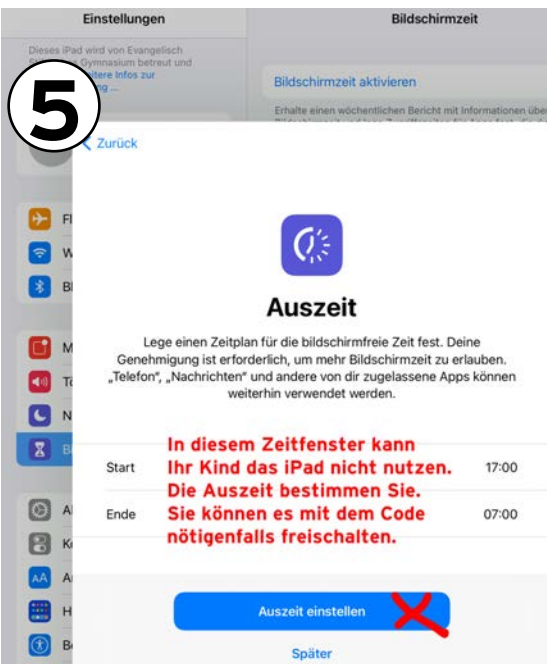 Einstellungen
Bildschirmzeit
Dieses iPad wird von Evangelisch
Gymnasium betreut und
Infos zur
Bildschirmzeit aktivieren
5
Erhalte einen wöchentlichen Bericht mit Informationen über
Zurück
Auszeit
Lege einen Zeitplan für die bildschirmfreie Zeit fest. Deine
Genehmigung ist erforderlich, um mehr Bildschirmzeit zu erlauben.
„Telefon“, „Nachrichten“ und andere von dir zugelassene Apps können
weiterhin verwendet werden.
In diesem Zeitfenster kann
Start
Ihr Kind das iPad nicht nutzen.
17:00
Die Auszeit bestimmen Sie.
Ende
Sie können es mit dem Code
07:00
nötigenfalls freischalten.
Auszeit einstellen
Später